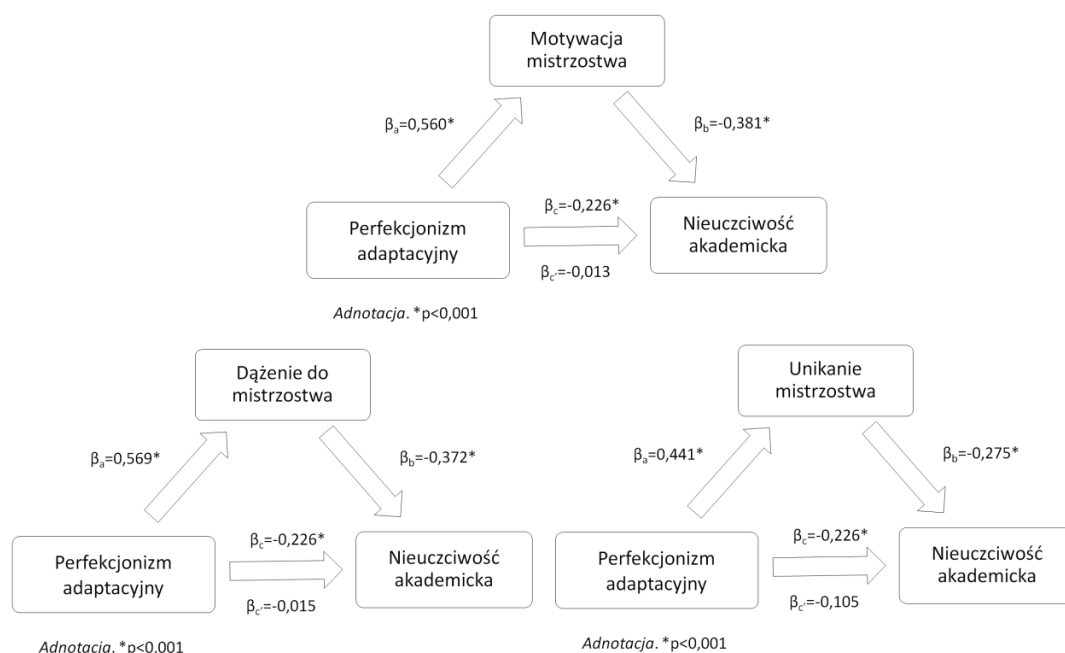 Motywacja
mistrzostwa
βa=0,560*
βb=-0,381*
βc=-0,226*
Perfekcjonizm
adaptacyjny
Nieuczciwość
akademicka
βc'=-0,013
Adnotacja. *p<0,001
Dążenie do
mistrzostwa
βa=0,569*
βb=-0,372*
βc=-0,226*
Perfekcjonizm
adaptacyjny
Nieuczciwość
akademicka
βc'=-0,015
Adnotacja. *p<0,001
Unikanie
mistrzostwa
βa=0,441*
βb=-0,275*
βc=-0,226*
Perfekcjonizm
adaptacyjny
Nieuczciwość
akademicka
βc'=-0,105
Adnotacja. *p<0,001